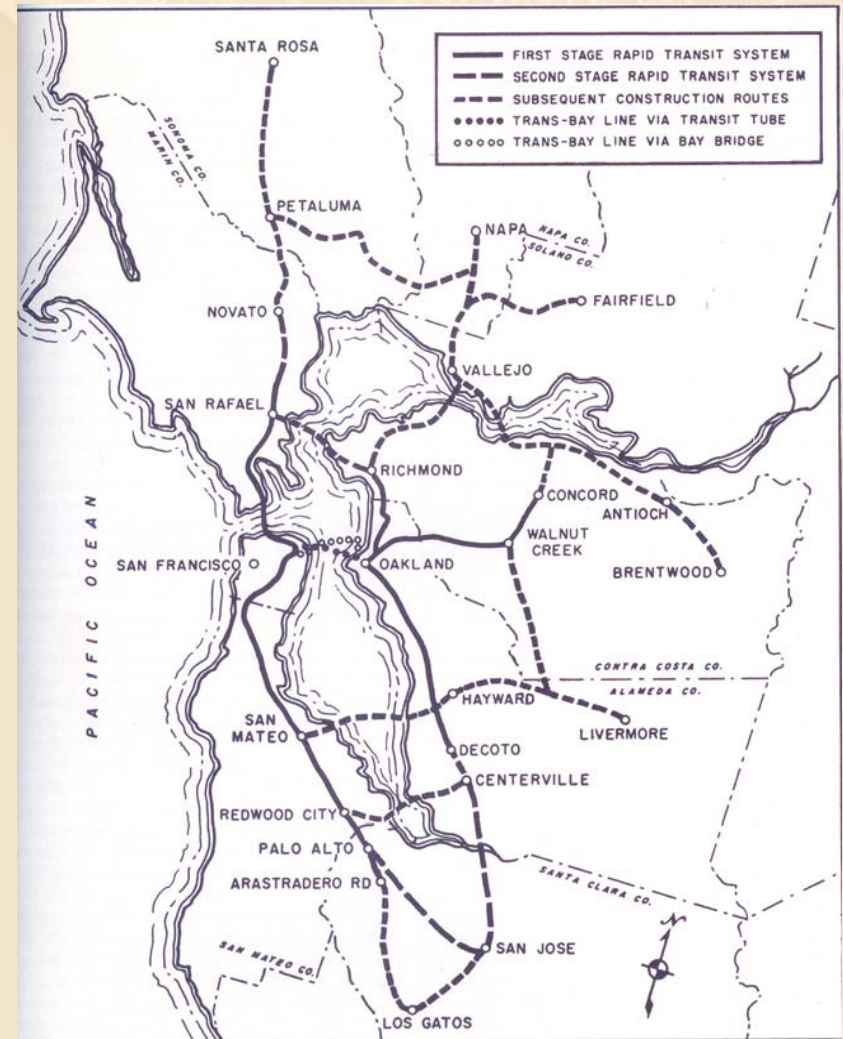 SANTA ROSA
FIRST STAGE RAPID TRANSIT SYSTEM
SECOND STAGE RAPID TRANSIT SYSTEM
SUBSEQUENT CONSTRUCTION ROUTES
TRANS-BAY LINE VIA TRANSIT TUBE
TRANS-BAY LINE VIA BAY BRIDGE
SONOMA CO.
MARIN CO.
PETALUMA
NAPA
NAPA CO.
SOLANO CO.
NOVATO
FAIRFIELD
VALLEJO
SAN RAFAEL
RICHMOND
CONCORD
ANTIOCH
PACIFIC OCEAN
SAN FRANCISCO
OAKLAND
WALNUT
CREEK
BRENTWOOD
CONTRA COSTA CO.
ALAMEDA CO.
HAYWARD
SAN
MATEO
LIVERMORE
DECOTO
CENTERVILLE
REDWOOD CITY
PALO ALTO
ARASTRADERO RD
SANTA CLARA CO.
SAN MATEO CO.
SAN JOSE
N
LOS GATOS